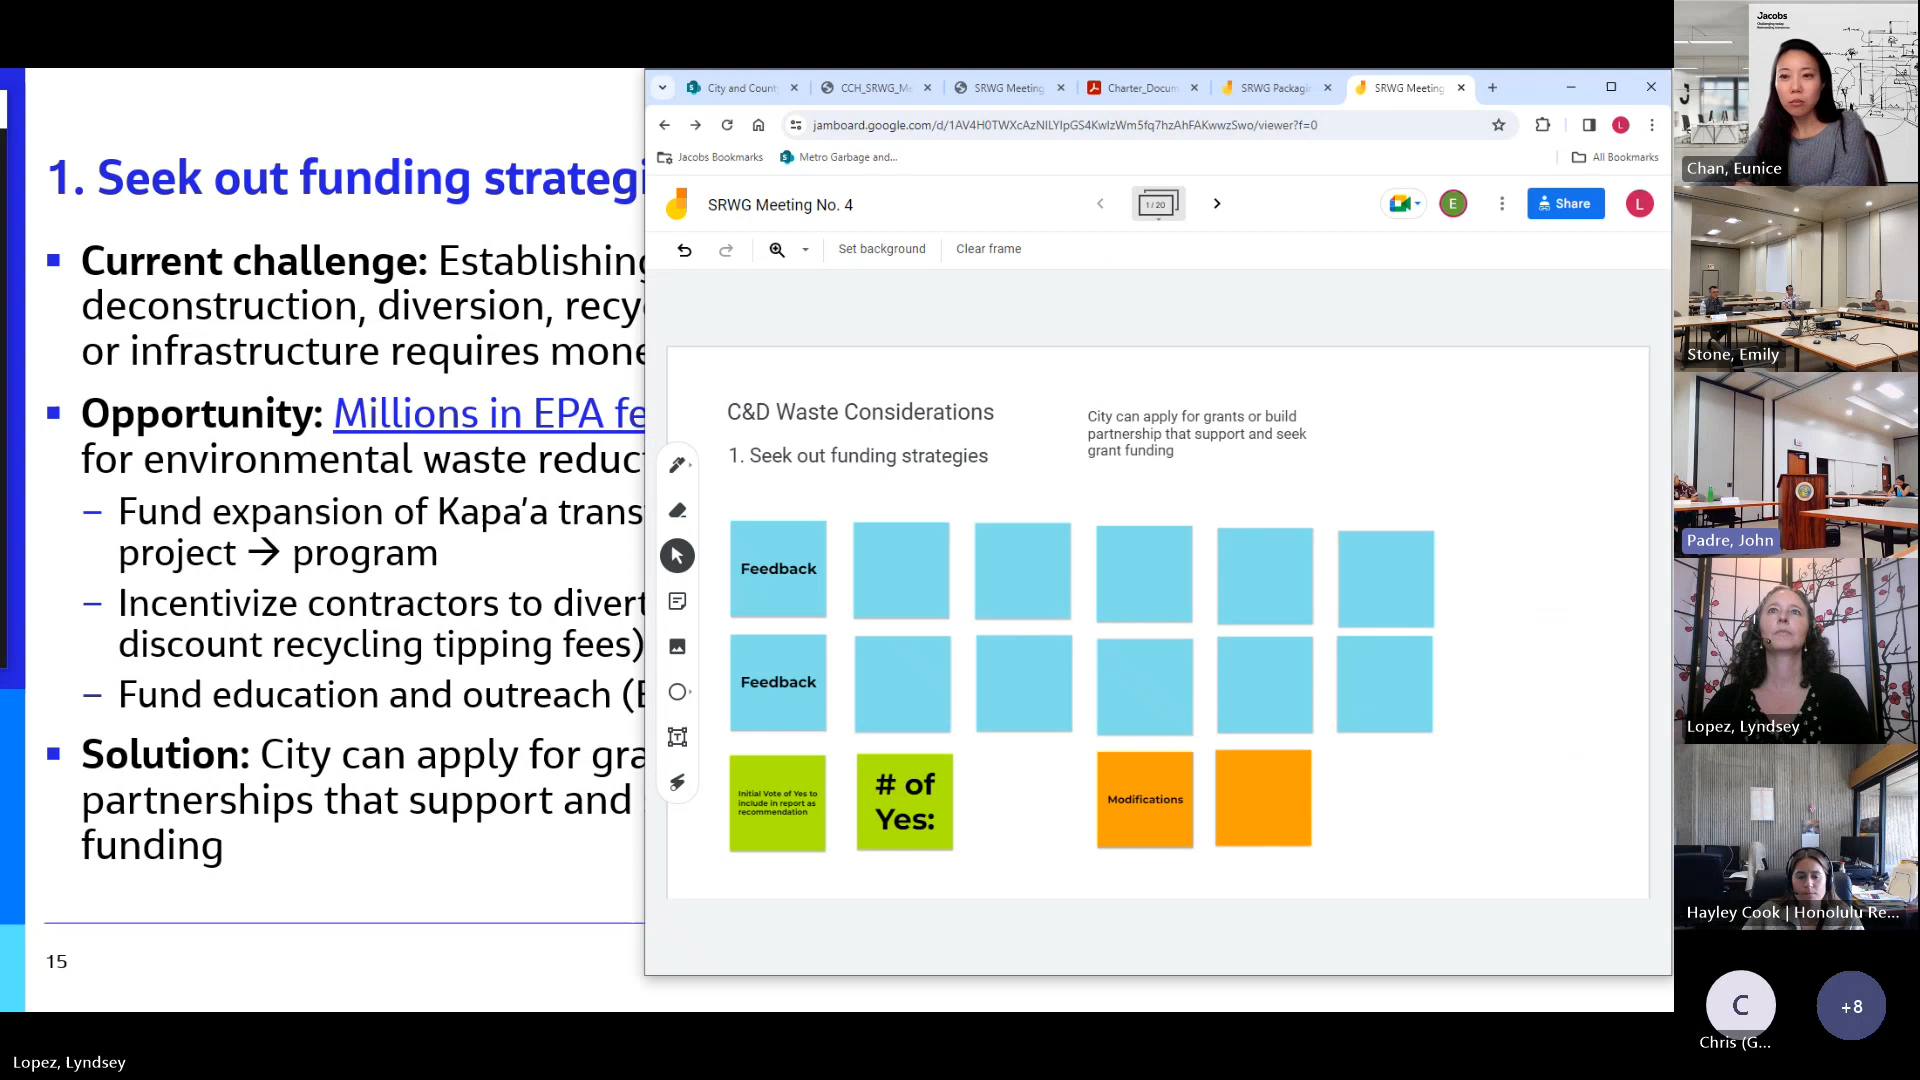 1. Seek out funding strategi
Current challenge: Establishing
deconstruction, diversion, recy
or infrastructure requires mone
Opportunity: Millions in EPA fe
for environmental waste reduc
– Fund expansion of Kapaʻa trans
project → program
– Incentivize contractors to divert
discount recycling tipping fees)
– Fund education and outreach (E
Solution: City can apply for gra
partnerships that support and
funding
15
Lopez, Lyndsey
City and Count
CCH_SRWG_Me
SRWG Meeting
Charter_Docum
SRWG Packagin
SRWG Meeting
jamboard.google.com/d/1AV4H0TWXcAzNILYIpGS4KwIzWm5fq7hzAhFAKwwzSwo/viewer?f=0
L
Jacobs Bookmarks
Metro Garbage and...
All Bookmarks
SRWG Meeting No. 4
1 / 20
E
Share
L
Set background
Clear frame
C&D Waste Considerations
1. Seek out funding strategies
City can apply for grants or build
partnership that support and seek
grant funding
Feedback
Feedback
Initial Vote of Yes to
include in report as
recommendation
# of
Yes:
Modifications
Jacobs
Chan, Eunice
Stone, Emily
Padre, John
Lopez, Lyndsey
Hayley Cook | Honolulu Re...
C
+8
Chris (G...